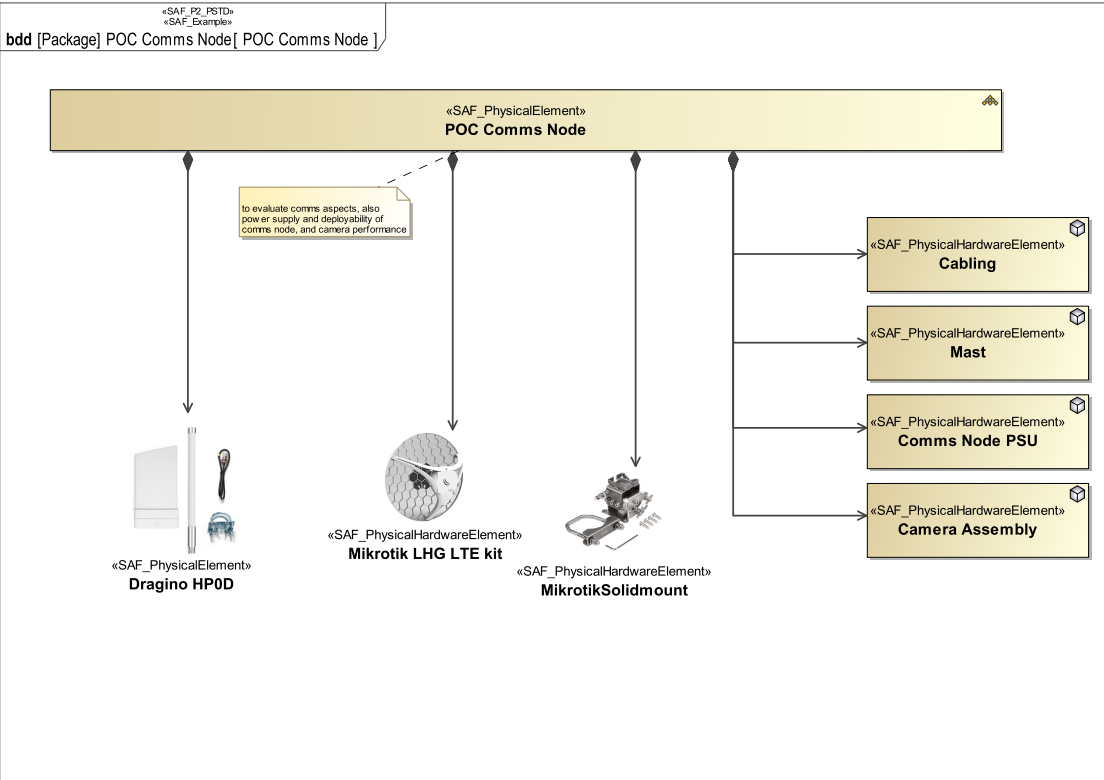 «SAF_P2_PSTD»
«SAF_Example»
bdd [Package] POC Comms Node[ POC Comms Node ]
«SAF_PhysicalElement»
POC Comms Node
to evaluate comms aspects, also
power supply and deployability of
comms node, and camera performance
«SAF_PhysicalHardwareElement»
Cabling
«SAF_PhysicalHardwareElement»
Mast
«SAF_PhysicalHardwareElement»
Comms Node PSU
«SAF_PhysicalHardwareElement»
Camera Assembly
«SAF_PhysicalElement»
Dragino HP0D
«SAF_PhysicalHardwareElement»
Mikrotik LHG LTE kit
«SAF_PhysicalHardwareElement»
MikrotikSolidmount